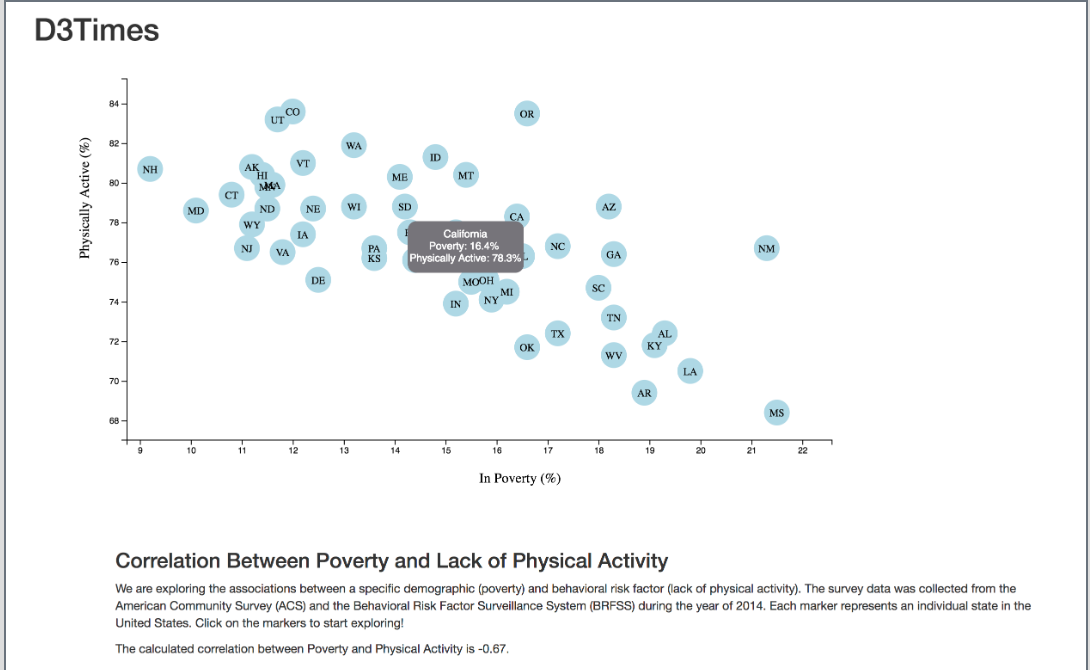 D3Times
84
CO
OR
UT
82
WA
ID
VT
NH
AK
MT
HI
ME
80
MA
CT
MD
ND
NE
WI
SD
AZ
78
CA
WY
IA
California
NJ
VA
PA
Poverty: 16.4%
NC
NM
KS
Physically Active: 78.3%
GA
76
DE
MO
OH
SC
MI
NY
IN
74
TN
TX
AL
OK
KY
72
WV
LA
70
AR
MS
68
Physically Active (%)
9 10 11 12 13 14 15 16 17 18 19 20 21 22
In Poverty (%)
Correlation Between Poverty and Lack of Physical Activity
We are exploring the associations between a specific demographic (poverty) and behavioral risk factor (lack of physical activity). The survey data was collected from the
American Community Survey (ACS) and the Behavioral Risk Factor Surveillance System (BRFSS) during the year of 2014. Each marker represents an individual state in the
United States. Click on the markers to start exploring!
The calculated correlation between Poverty and Physical Activity is -0.67.